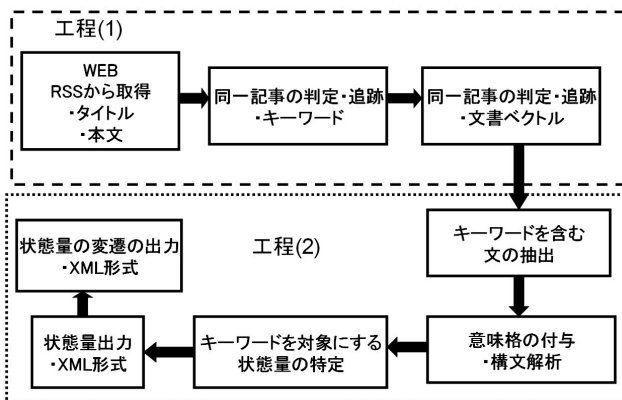 工程(1)
WEB
RSSから取得
・タイトル
・本文
同一記事の判定・追跡
・キーワード
同一記事の判定・追跡
・文書ベクトル
工程(2)
キーワードを含む
文の抽出
意味格の付与
・構文解析
キーワードを対象にする
状態量の特定
状態量出力
・XML形式
状態量の変遷の出力
・XML形式